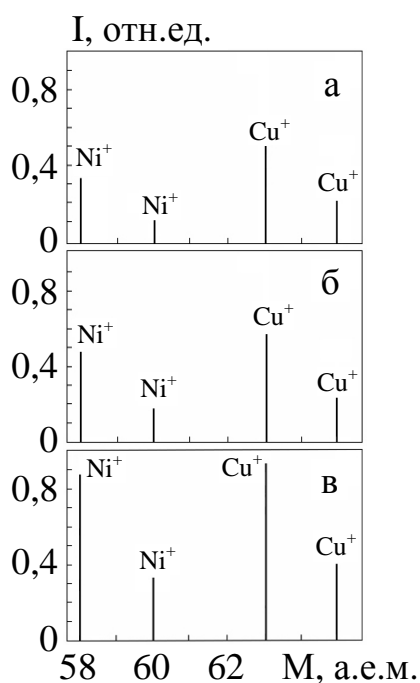 I, отн.ед.
а
0,8
Cu⁺
Ni⁺
0,4
Cu⁺
Ni⁺
0
б
0,8
Cu⁺
Ni⁺
0,4
Ni⁺
Cu⁺
0
Ni⁺
Cu⁺
в
0,8
Cu⁺
Ni⁺
0,4
0
58 60 62 М, а.е.м.